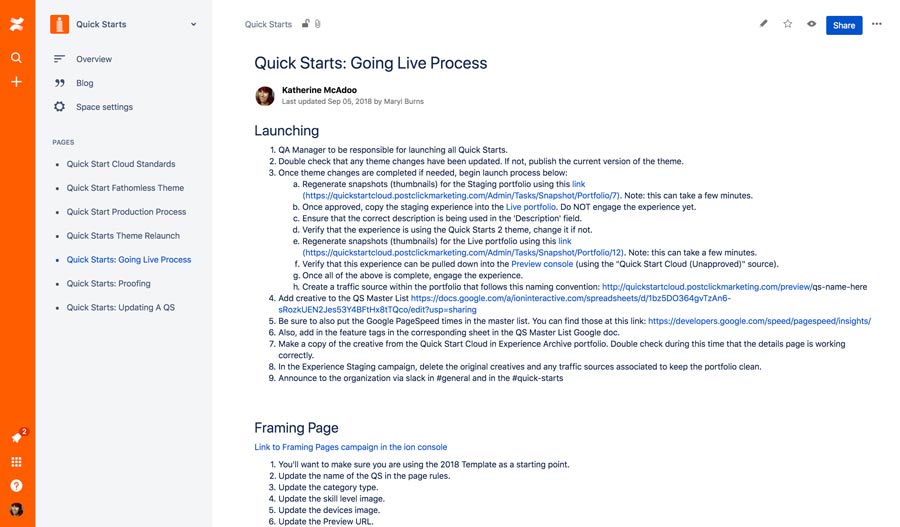 Quick Starts
Overview
Blog
Space settings
PAGES
Quick Start Cloud Standards
Quick Start Fathomless Theme
Quick Start Production Process
Quick Starts Theme Relaunch
Quick Starts: Going Live Process
Quick Starts: Proofing
Quick Starts: Updating A QS
2
Quick Starts
Share
Quick Starts: Going Live Process
Katherine McAdoo
Last updated Sep 05, 2018 by Maryl Burns
Launching
1. QA Manager to be responsible for launching all Quick Starts.
2. Double check that any theme changes have been updated. If not, publish the current version of the theme.
3. Once theme changes are completed if needed, begin launch process below:
a. Regenerate snapshots (thumbnails) for the Staging portfolio using this link
(https://quickstartcloud.postclickmarketing.com/Admin/Tasks/Snapshot/Portfolio/7). Note: this can take a few minutes.
b. Once approved, copy the staging experience into the Live portfolio. Do NOT engage the experience yet.
c. Ensure that the correct description is being used in the 'Description' field.
d. Verify that the experience is using the Quick Starts 2 theme, change it if not.
e. Regenerate snapshots (thumbnails) for the Live portfolio using this link
(https://quickstartcloud.postclickmarketing.com/Admin/Tasks/Snapshot/Portfolio/12). Note: this can take a few minutes.
f. Verify that this experience can be pulled down into the Preview console (using the "Quick Start Cloud (Unapproved)" source).
g. Once all of the above is complete, engage the experience.
h. Create a traffic source within the portfolio that follows this naming convention: http://quickstartcloud.postclickmarketing.com/preview/qs-name-here
4. Add creative to the QS Master List https://docs.google.com/a/ioninteractive.com/spreadsheets/d/1bz5DO364gvTzAn6-
sRozkUEN2Jes53Y4BFtHx8tTQco/edit?usp=sharing
5. Be sure to also put the Google PageSpeed times in the master list. You can find those at this link: https://developers.google.com/speed/pagespeed/insights/
6. Also, add in the feature tags in the corresponding sheet in the QS Master List Google doc.
7. Make a copy of the creative from the Quick Start Cloud in Experience Archive portfolio. Double check during this time that the details page is working
correctly.
8. In the Experience Staging campaign, delete the original creatives and any traffic sources associated to keep the portfolio clean.
9. Announce to the organization via slack in #general and in the #quick-starts
Framing Page
Link to Framing Pages campaign in the ion console
1. You'll want to make sure you are using the 2018 Template as a starting point.
2. Update the name of the QS in the page rules.
3. Update the category type.
4. Update the skill level image.
5. Update the devices image.
6. Update the Preview URL.